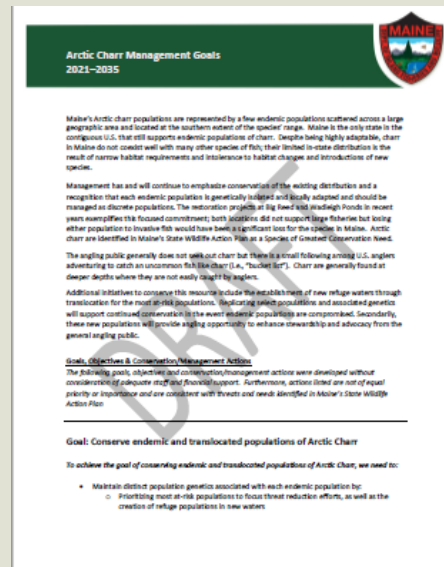 MAINE
Arctic Charr Management Goals
2021–2035
Maine's Arctic charr populations are represented by a few endemic populations scattered across a large
geographic area and located at the southern extent of the species' range. Maine is the only state in the
contiguous U.S. that still supports endemic populations of charr. Despite being highly adaptable, charr
in Maine do not coexist well with many other species of fish; their limited in-state distribution is the
result of narrow habitat requirements and intolerance to habitat changes and introductions of new
species.
Management has and will continue to emphasize conservation of the existing distribution and a
recognition that each endemic population is genetically isolated and locally adapted and should be
managed as discrete populations. The restoration projects at Big Reed and Wadleigh Ponds in recent
years exemplifies this focused commitment; both locations did not support large fisheries but losing
either population to invasive fish would have been a significant loss for the species in Maine. Arctic
charr are identified in Maine's State Wildlife Action Plan as a Species of Greatest Conservation Need.
The angling public generally does not seek out charr but there is a small following among U.S. anglers
adventuring to catch an uncommon fish like charr (i.e., "bucket list"). Charr are generally found at
deeper depths where they are not easily caught by anglers.
Additional initiatives to conserve this resource include the establishment of new refuge waters through
translocation for the most at-risk populations. Replicating select populations and associated genetics
will support continued conservation in the event endemic populations are compromised. Secondarily,
these new populations will provide angling opportunity to enhance stewardship and advocacy from the
general angling public.
Goals, Objectives & Conservation/Management Actions
The following goals, objectives and conservation/management actions were developed without
consideration of adequate staff and financial support. Furthermore, actions listed are not of equal
priority or importance and are consistent with threats and needs identified in Maine's State Wildlife
Action Plan
Goal: Conserve endemic and translocated populations of Arctic Charr
To achieve the goal of conserving endemic and translocated populations of Arctic Charr, we need to:
• Maintain distinct population genetics associated with each endemic population by:
o Prioritizing most at-risk populations to focus threat reduction efforts, as well as the
creation of refuge populations in new waters
DRAFT